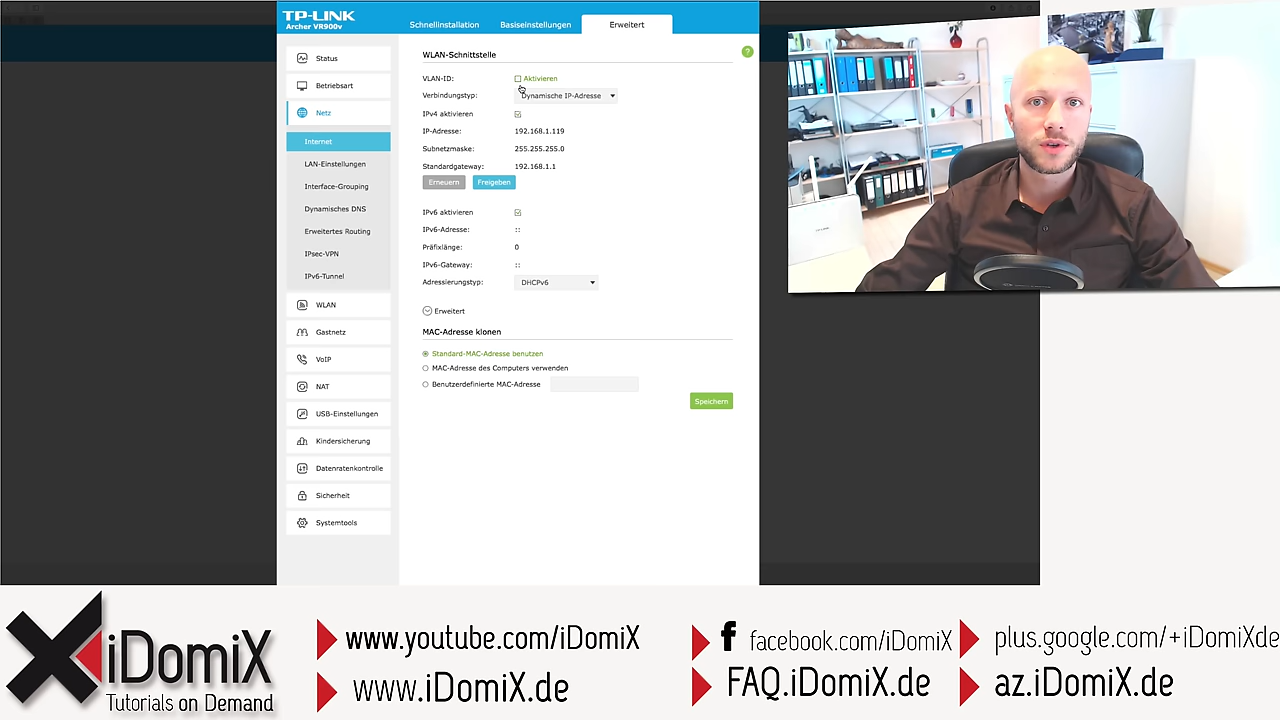 TP-LINK
Archer VR900v
Schnellinstallation
Basiseinstellungen
Erweitert
Status
Betriebsart
Netz
Internet
LAN-Einstellungen
Interface-Grouping
Dynamisches DNS
Erweitertes Routing
IPsec-VPN
IPv6-Tunnel
WLAN
Gastnetz
VoIP
NAT
USB-Einstellungen
Kindersicherung
Datenratenkontrolle
Sicherheit
Systemtools
WLAN-Schnittstelle
?
VLAN-ID: Aktivieren
Verbindungstyp: Dynamische IP-Adresse
IPv4 aktivieren
IP-Adresse: 192.168.1.119
Subnetzmaske: 255.255.255.0
Standardgateway: 192.168.1.1
Erneuern Freigeben
IPv6 aktivieren
IPv6-Adresse: ::
Präfixlänge: 0
IPv6-Gateway: ::
Adressierungstyp: DHCPv6
Erweitert
MAC-Adresse klonen
Standard-MAC-Adresse benutzen
MAC-Adresse des Computers verwenden
Benutzerdefinierte MAC-Adresse
Speichern
iDomiX
Tutorials on Demand
www.youtube.com/iDomiX
www.iDomiX.de
f facebook.com/iDomiX
FAQ.iDomiX.de
plus.google.com/+iDomiXde
az.iDomiX.de